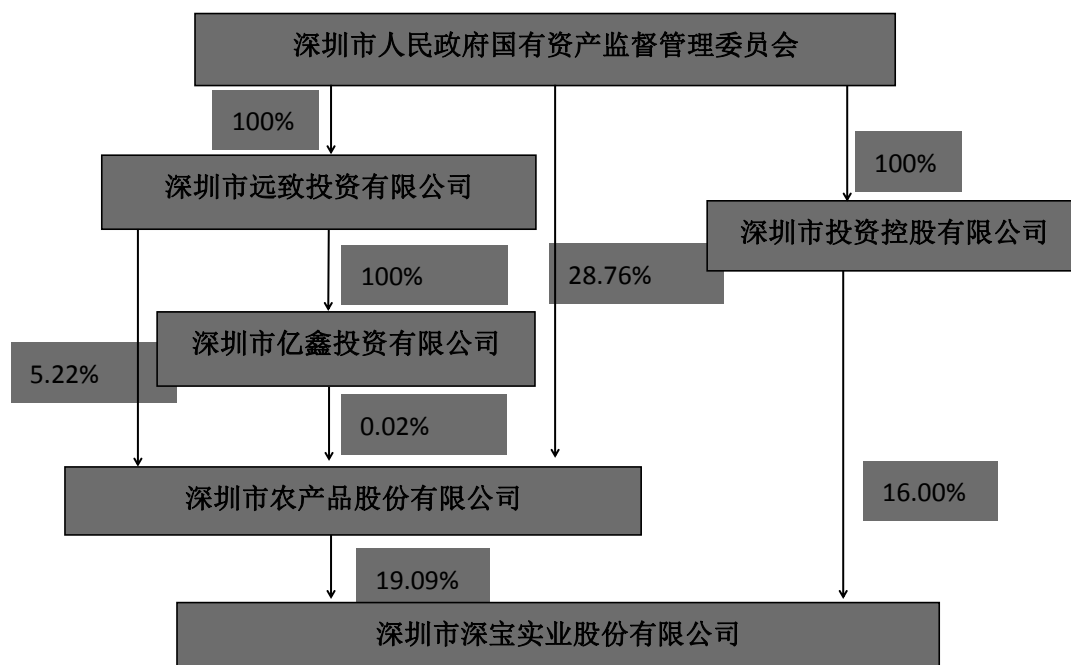 深圳市人民政府国有资产监督管理委员会
100%
深圳市远致投资有限公司
100%
深圳市投资控股有限公司
100%
28.76%
深圳市亿鑫投资有限公司
5.22%
0.02%
深圳市农产品股份有限公司
16.00%
19.09%
深圳市深宝实业股份有限公司